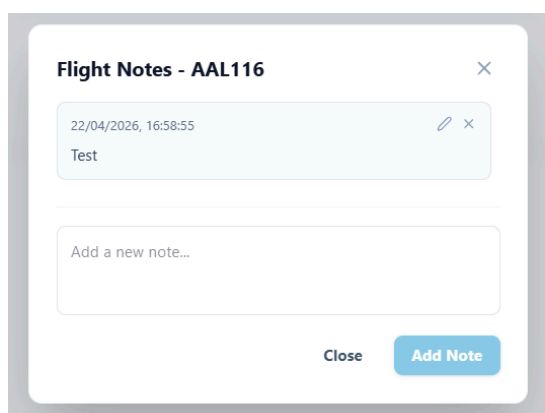 Flight Notes - AAL116
22/04/2026, 16:58:55
Test
Add a new note...
Close
Add Note